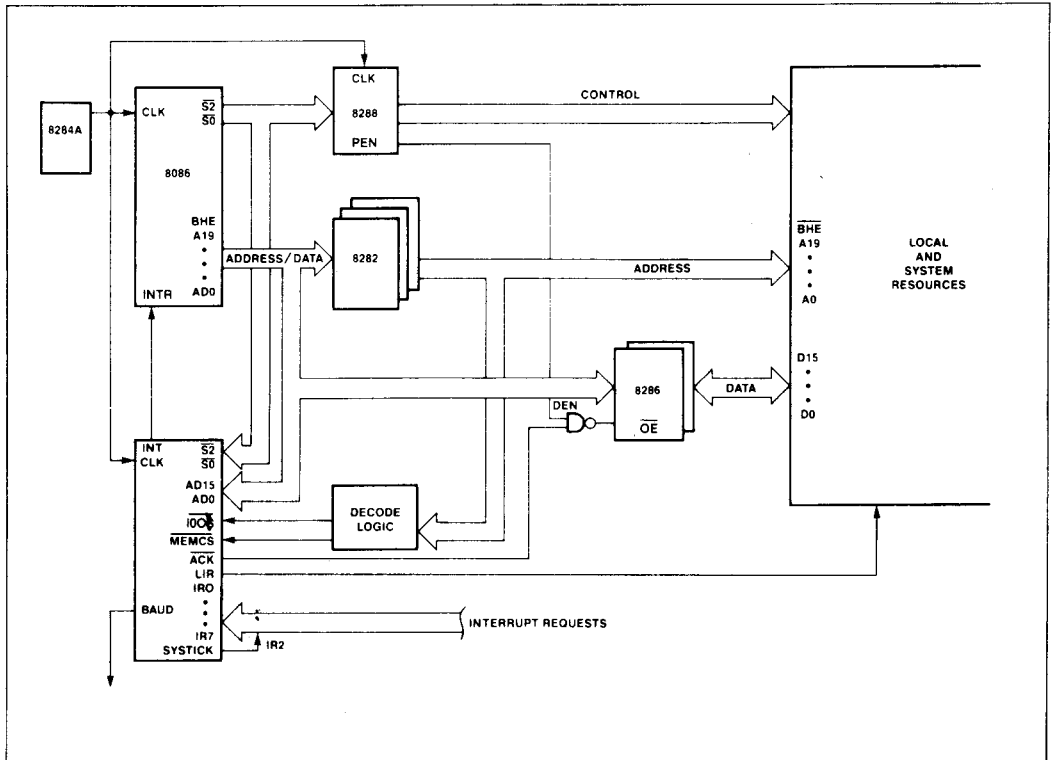 8284A
CLK
S2
S0
8086
BHE
A19
AD0
INTR
CLK
8288
PEN
CONTROL
ADDRESS/DATA
8282
ADDRESS
BHE
A19
A0
D15
D0
LOCAL
AND
SYSTEM
RESOURCES
8286
OE
DATA
DEN
INT
CLK
S2
S0
AD15
AD0
MEMCS
ACK
LIR
IR0
IR7
SYSTICK
BAUD
DECODE
LOGIC
IR2
INTERRUPT REQUESTS